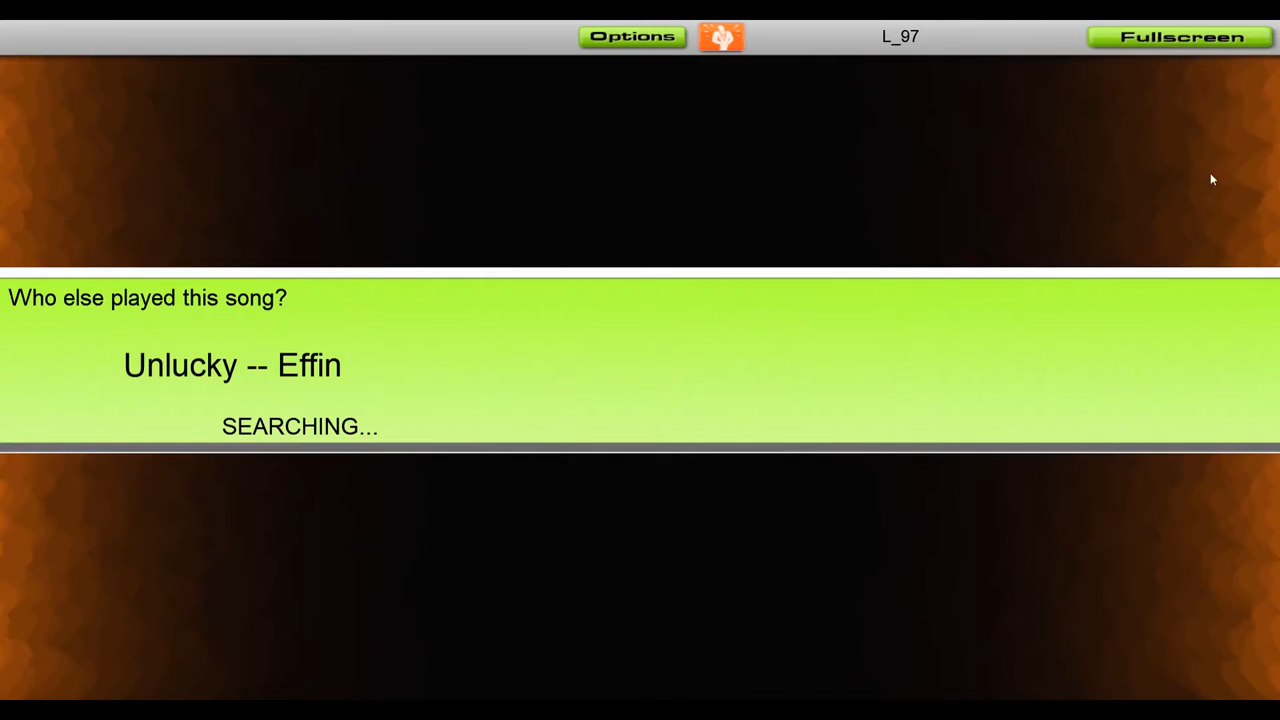 Options
L_97
Fullscreen
Who else played this song?
Unlucky -- Effin
SEARCHING...